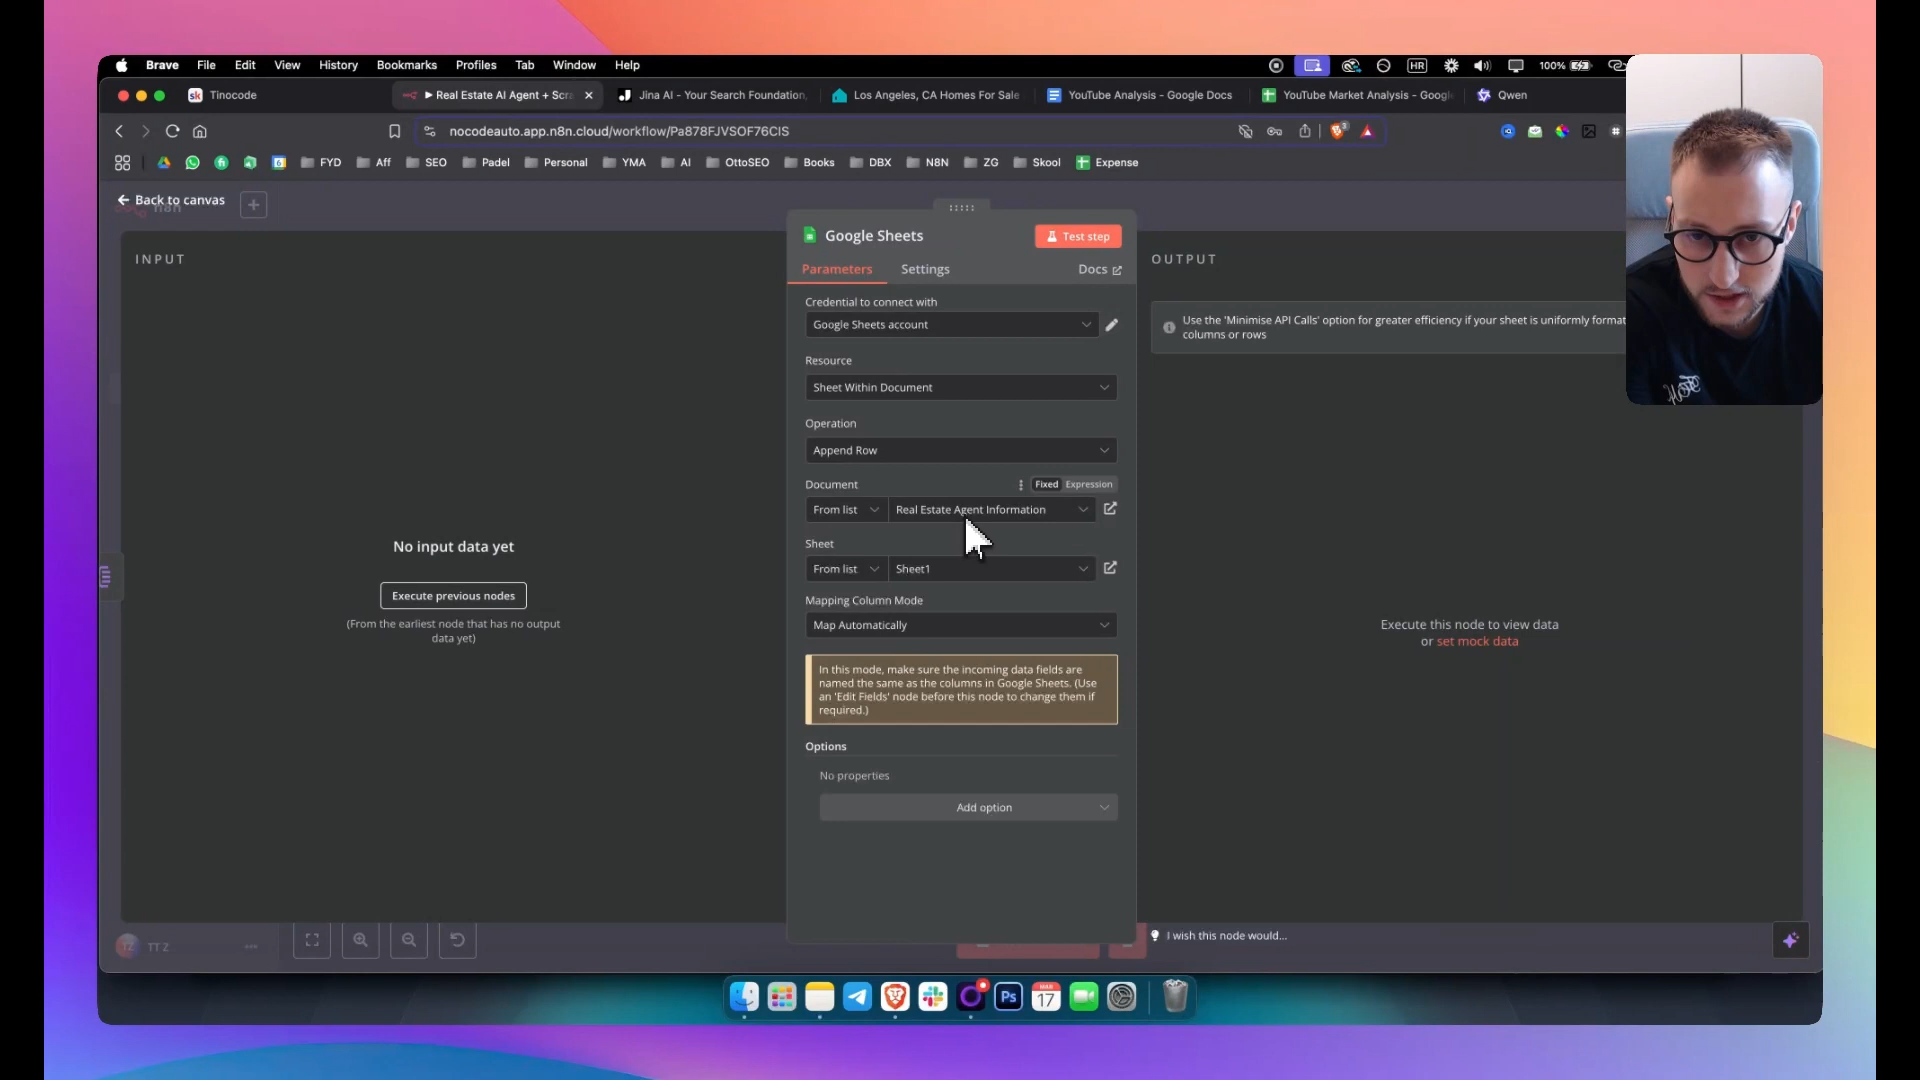 Brave File Edit View History Bookmarks Profiles Tab Window Help HR 100%
sk Tinocode
▶ Real Estate AI Agent + Scra
Jina AI - Your Search Foundation,
Los Angeles, CA Homes For Sale
YouTube Analysis - Google Docs
YouTube Market Analysis - Googl
Qwen
nocodeauto.app.n8n.cloud/workflow/Pa878FJVSOF76CIS
FYD Aff SEO Padel Personal YMA AI OttoSEO Books DBX N8N ZG Skool Expense
Back to canvas
n8n
INPUT
No input data yet
Execute previous nodes
(From the earliest node that has no output
data yet)
Google Sheets
Test step
Parameters Settings Docs
Credential to connect with
Google Sheets account
Resource
Sheet Within Document
Operation
Append Row
Document Fixed Expression
From list Real Estate Agent Information
Sheet
From list Sheet1
Mapping Column Mode
Map Automatically
In this mode, make sure the incoming data fields are
named the same as the columns in Google Sheets. (Use
an 'Edit Fields' node before this node to change them if
required.)
Options
No properties
Add option
OUTPUT
Use the 'Minimise API Calls' option for greater efficiency if your sheet is uniformly format
columns or rows
Execute this node to view data
or set mock data
I wish this node would...
TZ TT Z
Ps
MAR
17